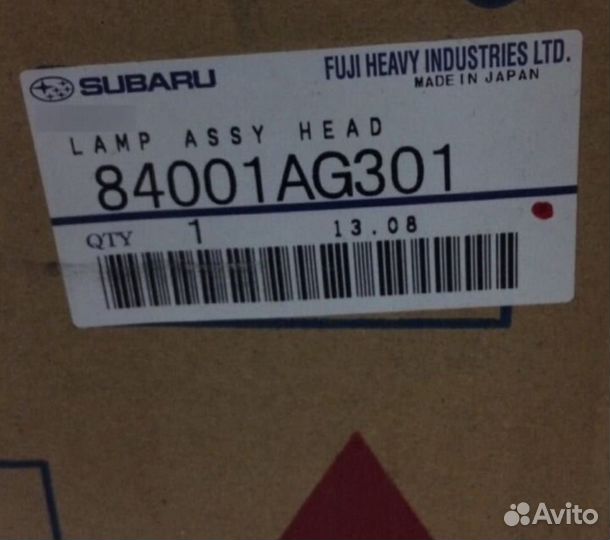 SUBARU FUJI HEAVY INDUSTRIES LTD.
MADE IN JAPAN
LAMP ASSY HEAD
84001AG301
QTY 1 13.08
Avito